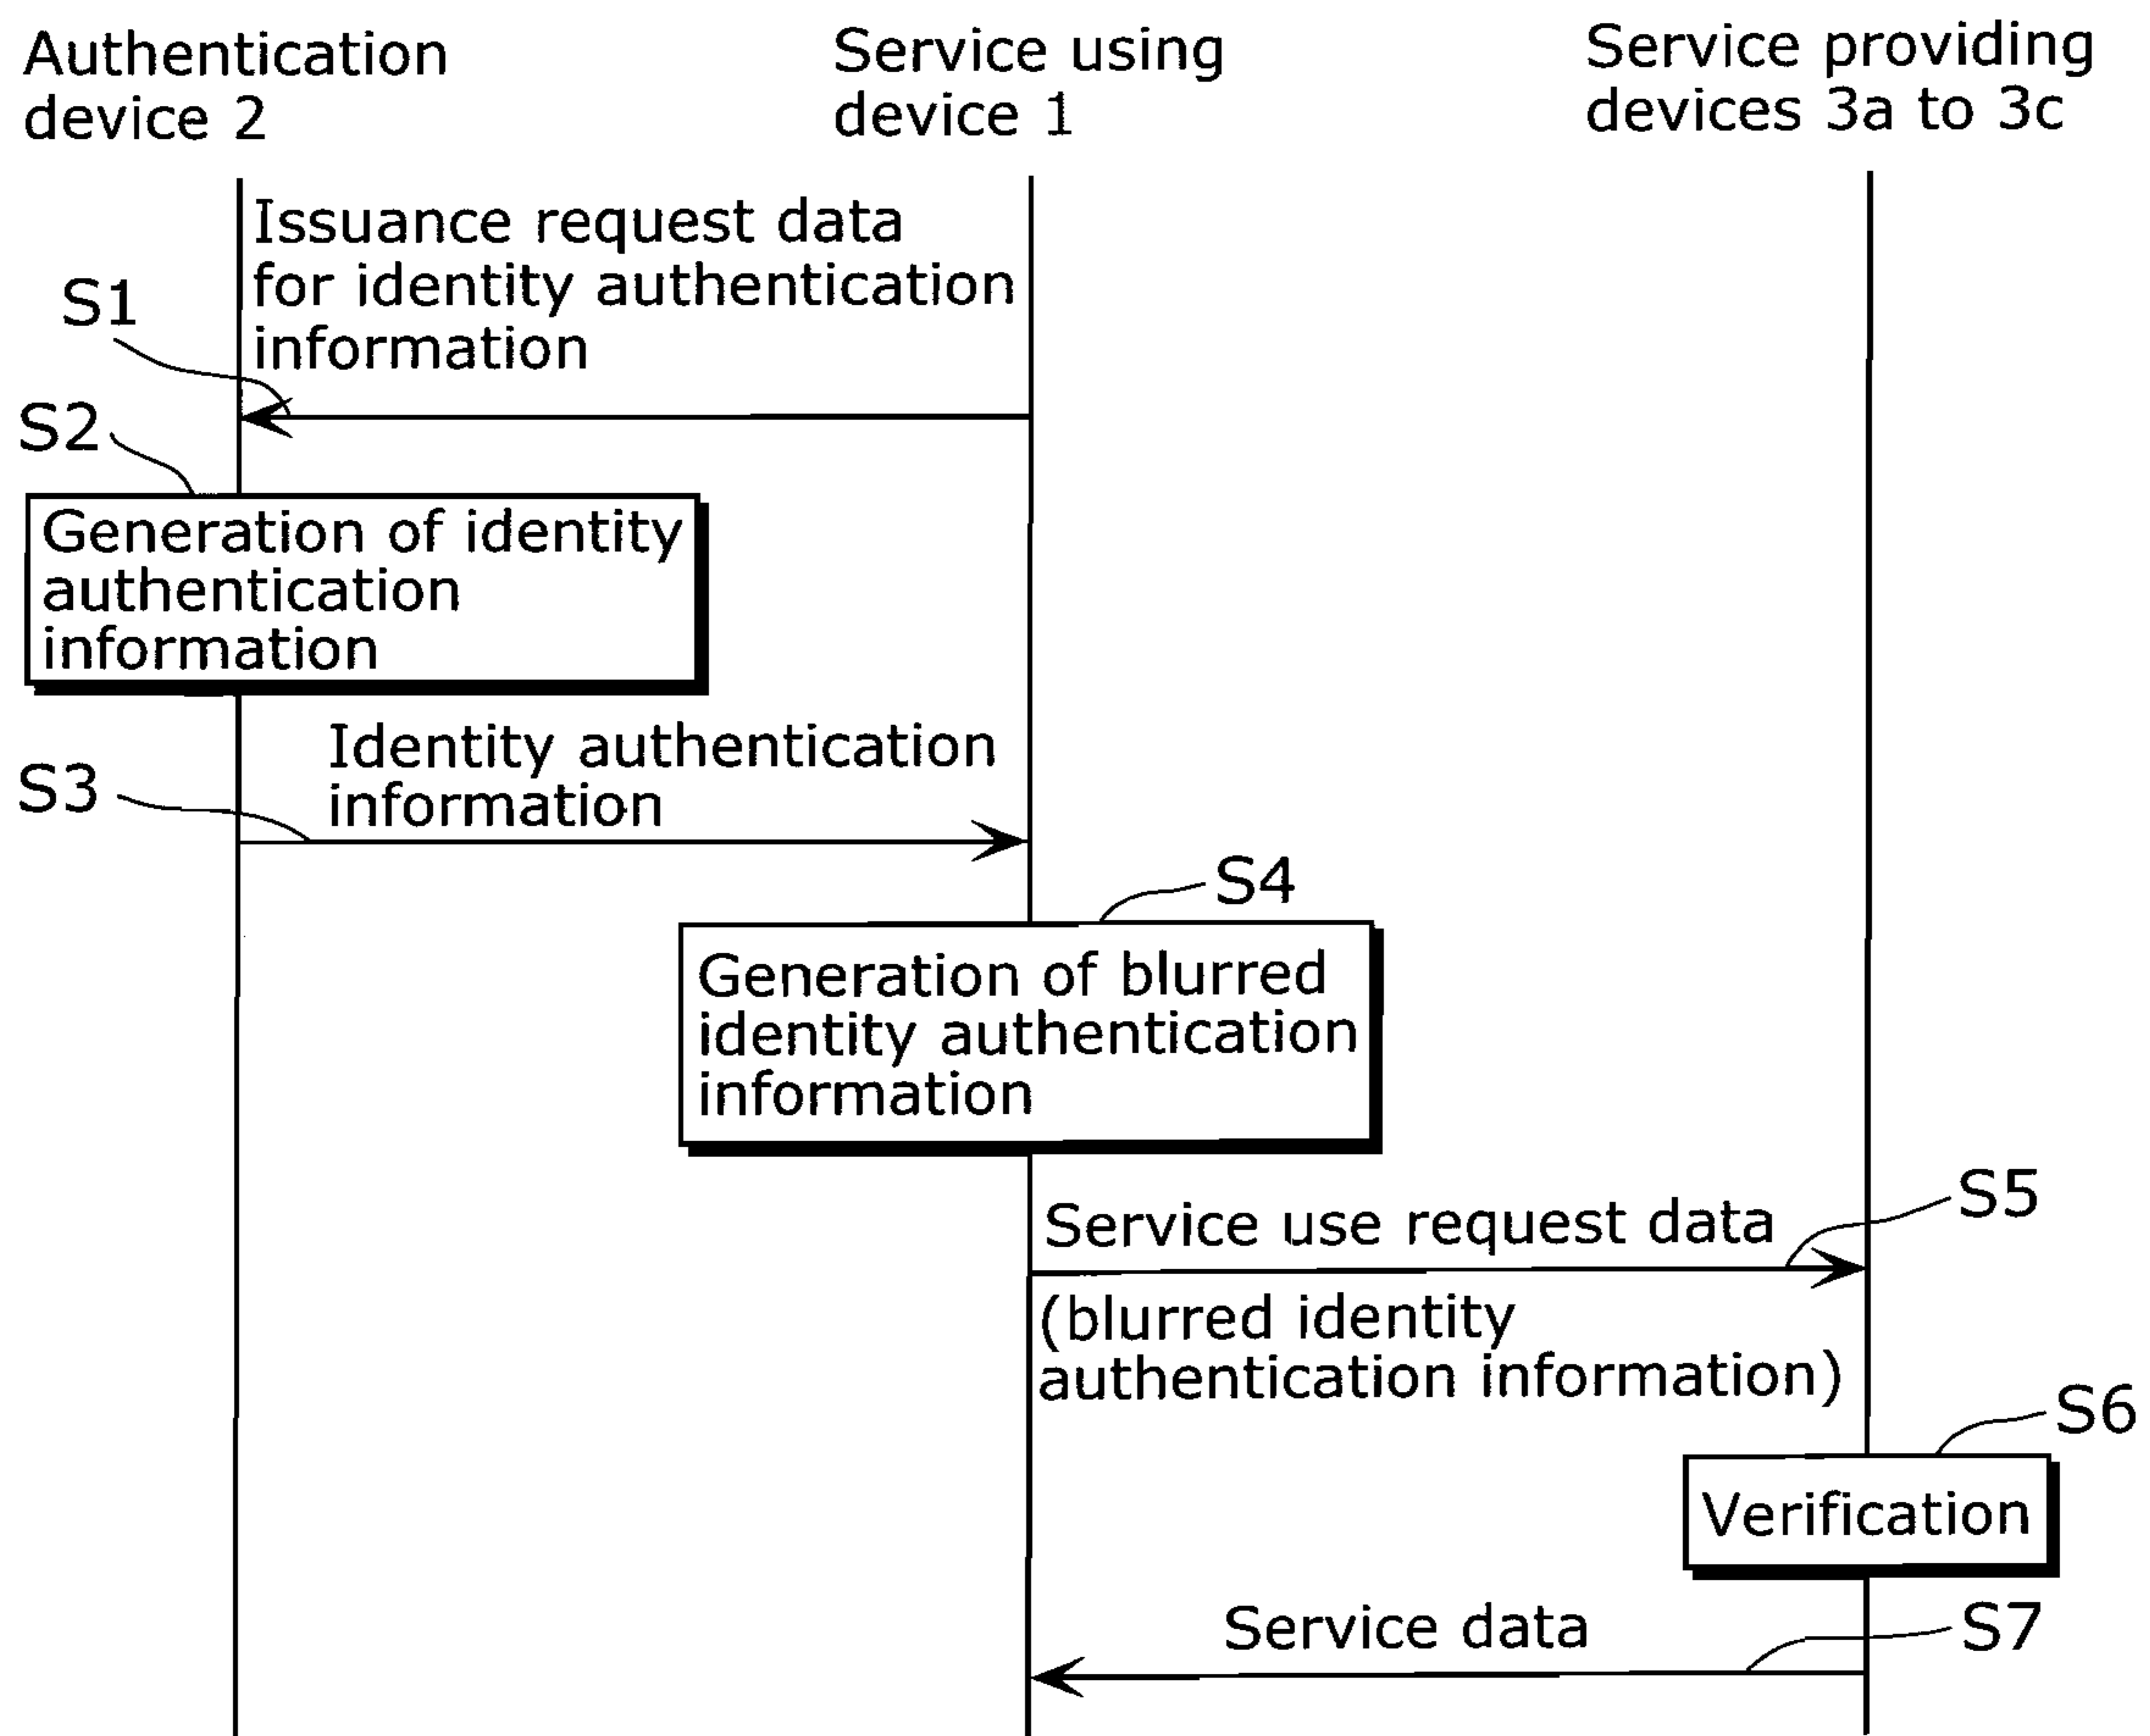 Authentication
device 2
Service using
device 1
Service providing
devices 3a to 3c
Issuance request data
for identity authentication
information
S1
S2
Generation of identity
authentication
information
Identity authentication
information
S3
S4
Generation of blurred
identity authentication
information
S5
Service use request data
(blurred identity
authentication information)
S6
Verification
Service data
S7